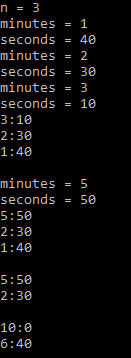 n = 3
minutes = 1
seconds = 40
minutes = 2
seconds = 30
minutes = 3
seconds = 10
3:10
2:30
1:40

minutes = 5
seconds = 50
5:50
2:30
1:40

5:50
2:30

10:0
6:40